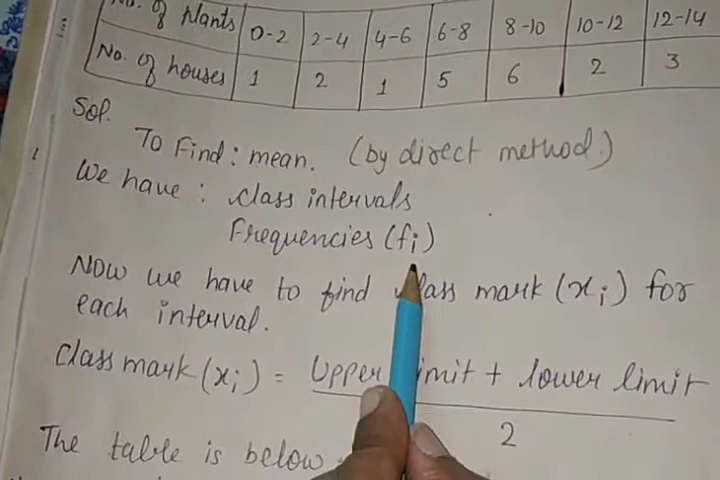 No. of Plants 0-2 2-4 4-6 6-8 8-10 10-12 12-14
No. of houses 1 2 1 5 6 2 3
Sol.
To Find: mean. (by direct method.)
We have: class intervals
Frequencies (fi)
Now we have to find class mark (xi) for
each interval.
Class mark (xi) = Upper limit + lower limit
2
The table is below